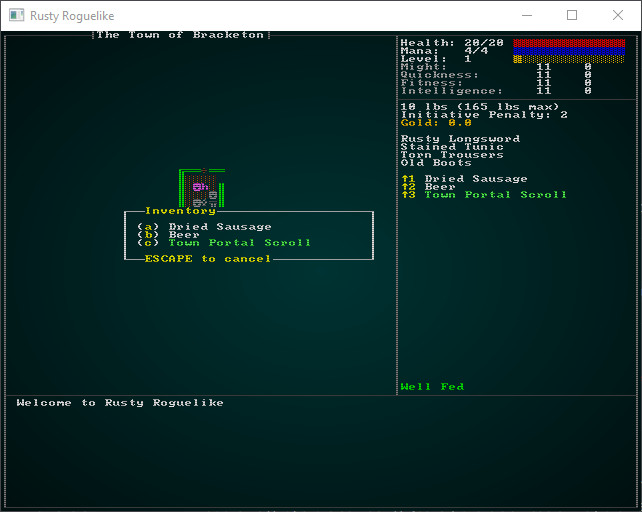 Rusty Roguelike
The Town of Bracketon
Health: 20/20
Mana: 4/4
Level: 1
Might: 11 0
Quickness: 11 0
Fitness: 11 0
Intelligence: 11 0
10 lbs (165 lbs max)
Initiative Penalty: 2
Gold: 0.0
Rusty Longsword
Stained Tunic
Torn Trousers
Old Boots
↑1 Dried Sausage
↑2 Beer
↑3 Town Portal Scroll
Inventory
(a) Dried Sausage
(b) Beer
(c) Town Portal Scroll
ESCAPE to cancel
Well Fed
Welcome to Rusty Roguelike